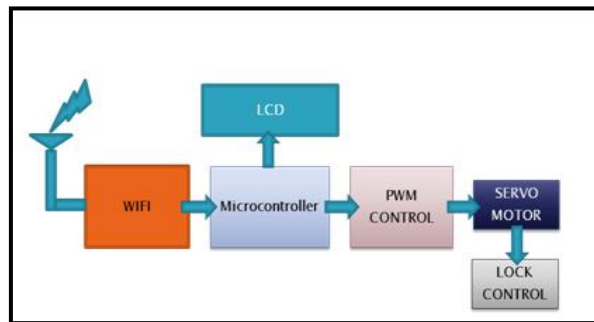 LCD
WIFI
Microcontroller
PWM
CONTROL
SERVO
MOTOR
LOCK
CONTROL